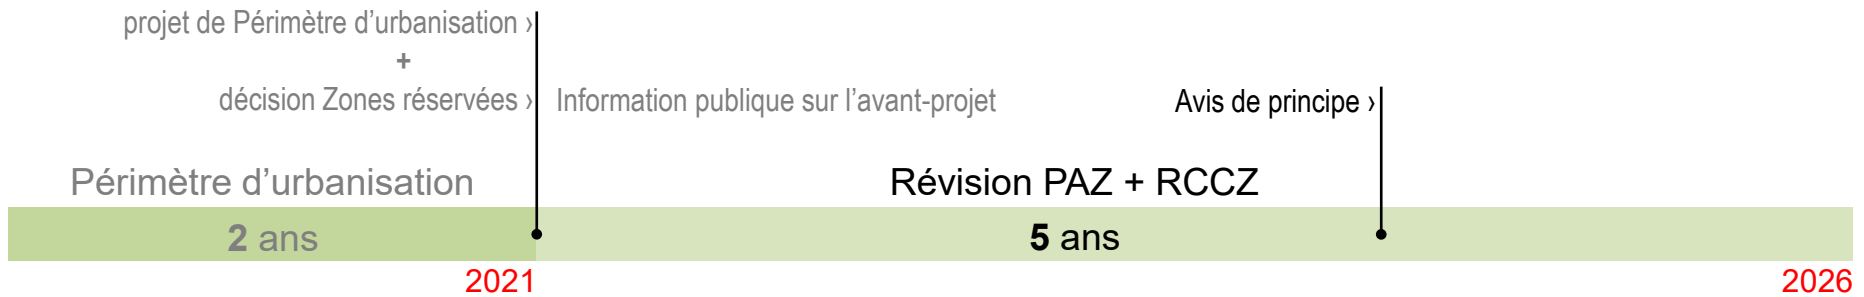 projet de Périmètre d’urbanisation ›
+
décision Zones réservées ›
Information publique sur l’avant-projet
Avis de principe ›
Périmètre d’urbanisation
Révision PAZ + RCCZ
2 ans
5 ans
2021
2026